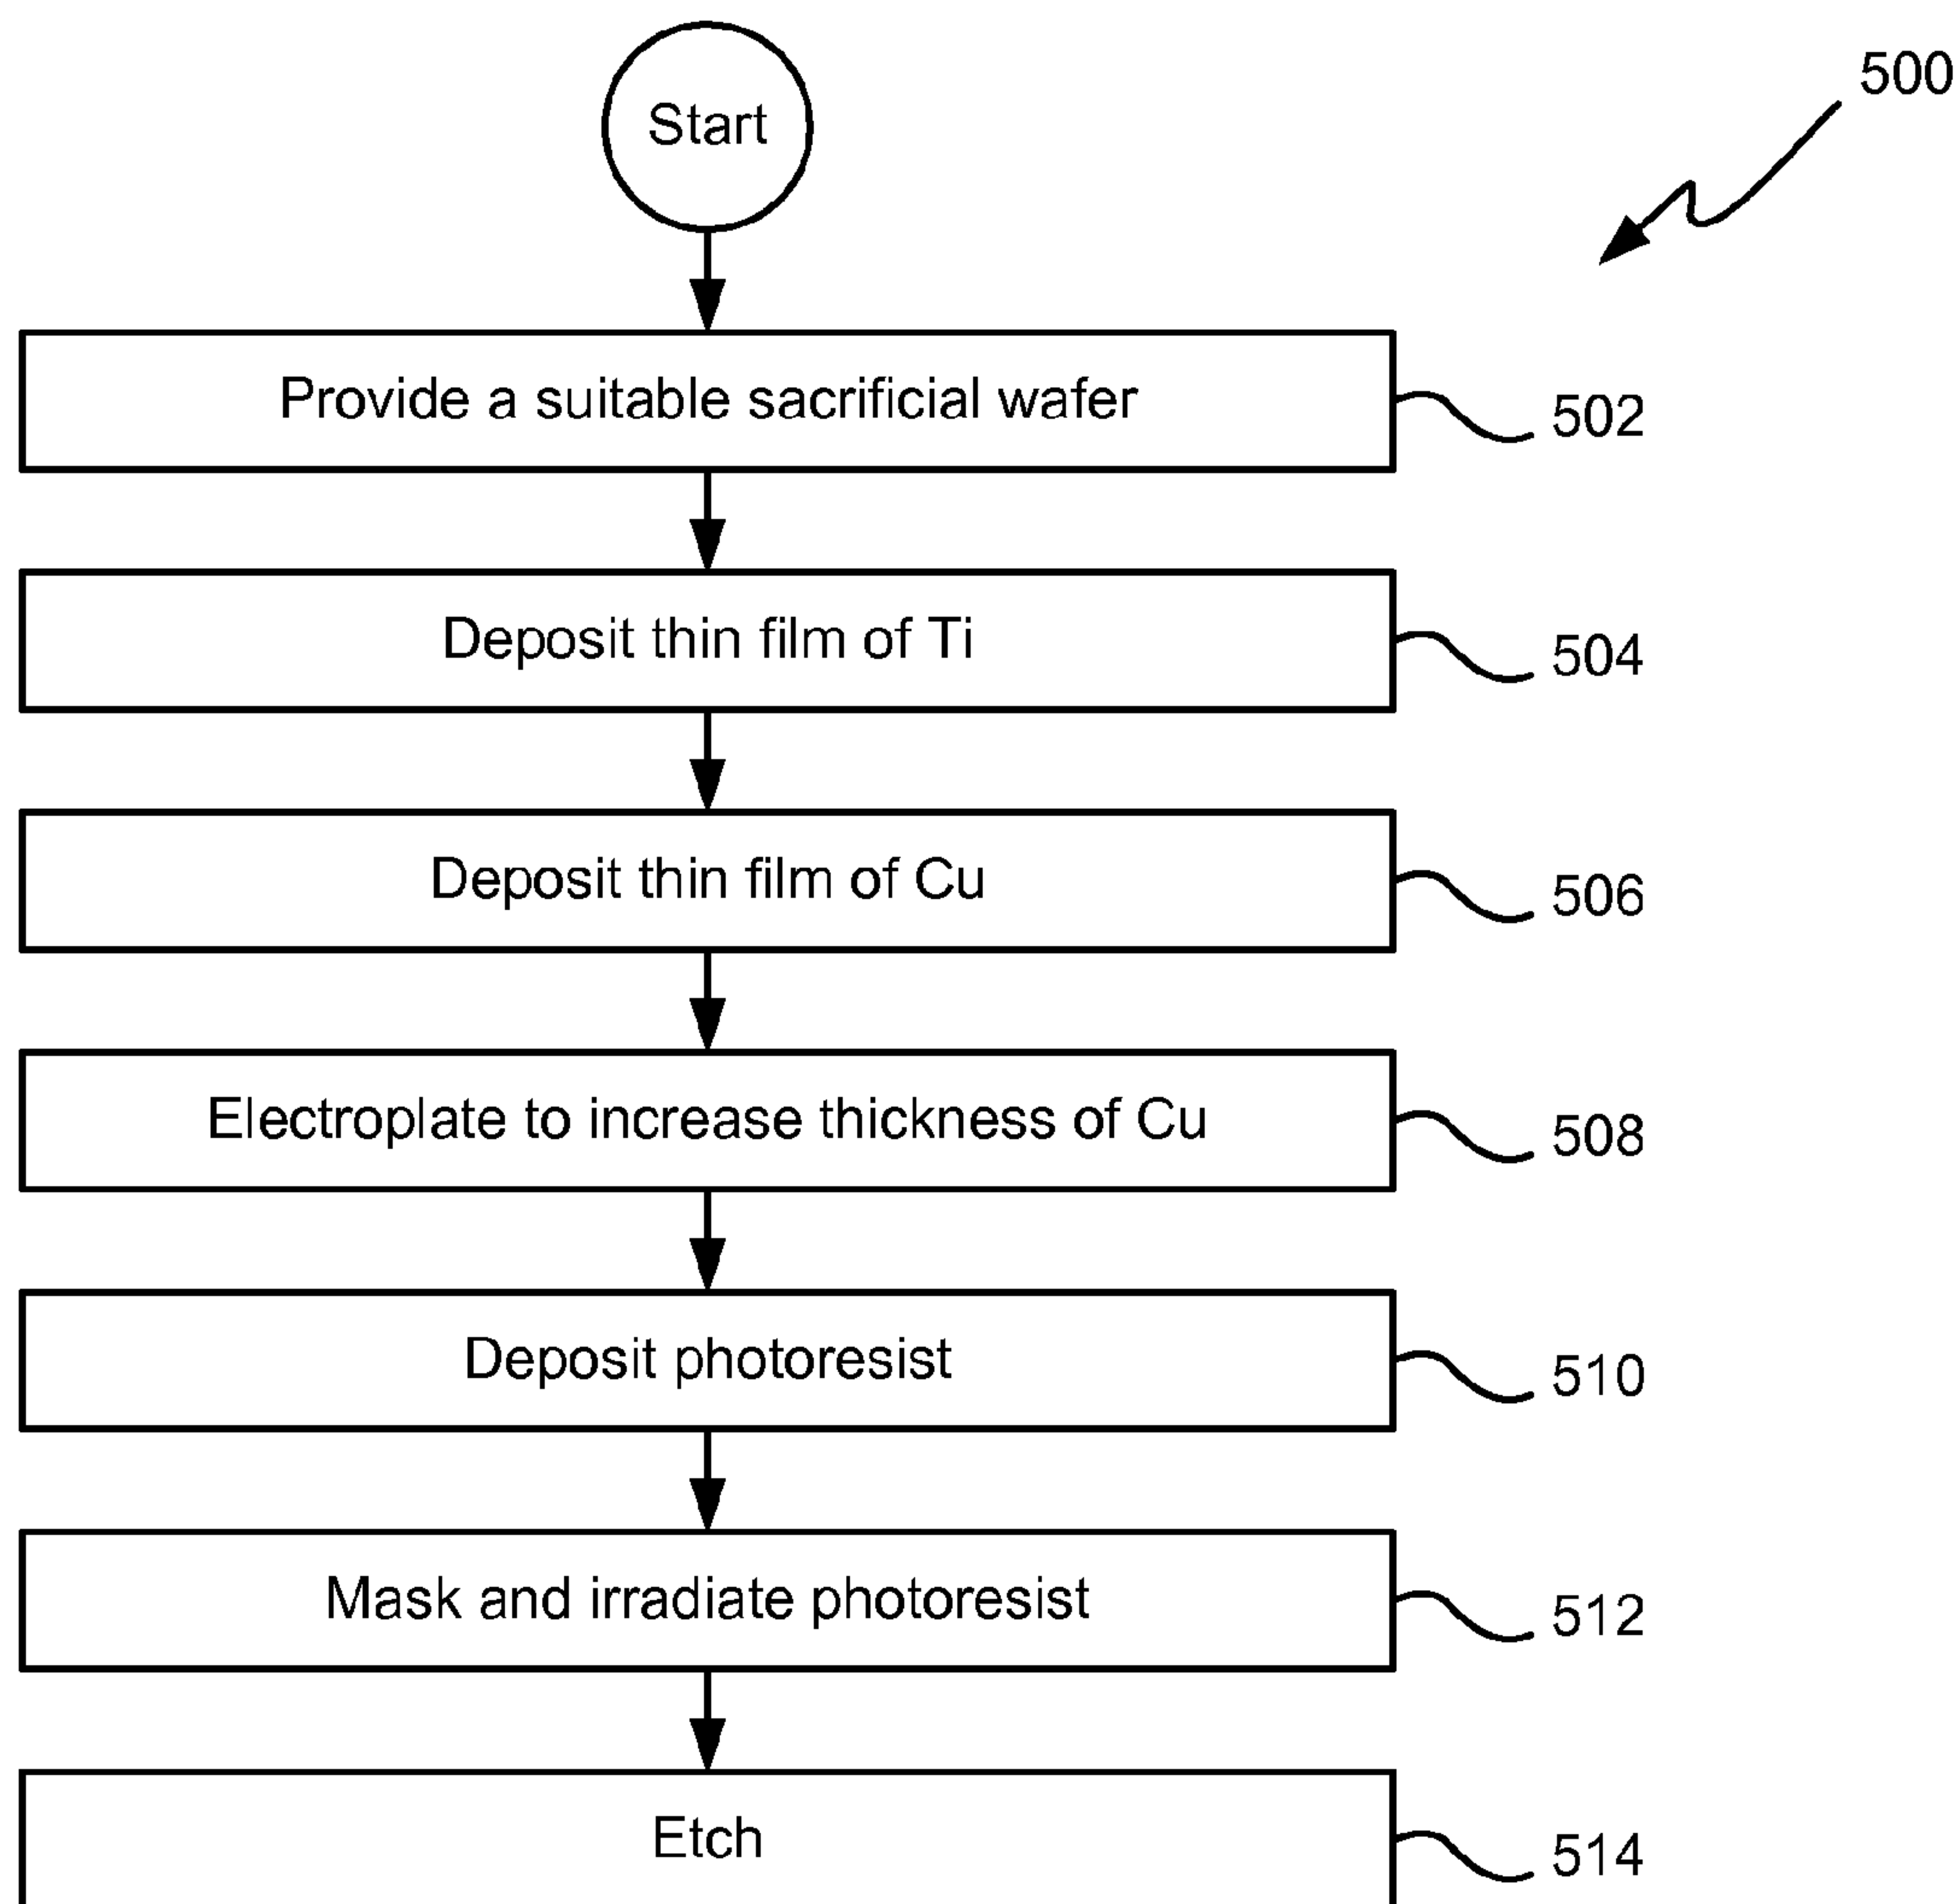 Start
500
Provide a suitable sacrificial wafer
502
Deposit thin film of Ti
504
Deposit thin film of Cu
506
Electroplate to increase thickness of Cu
508
Deposit photoresist
510
Mask and irradiate photoresist
512
Etch
514